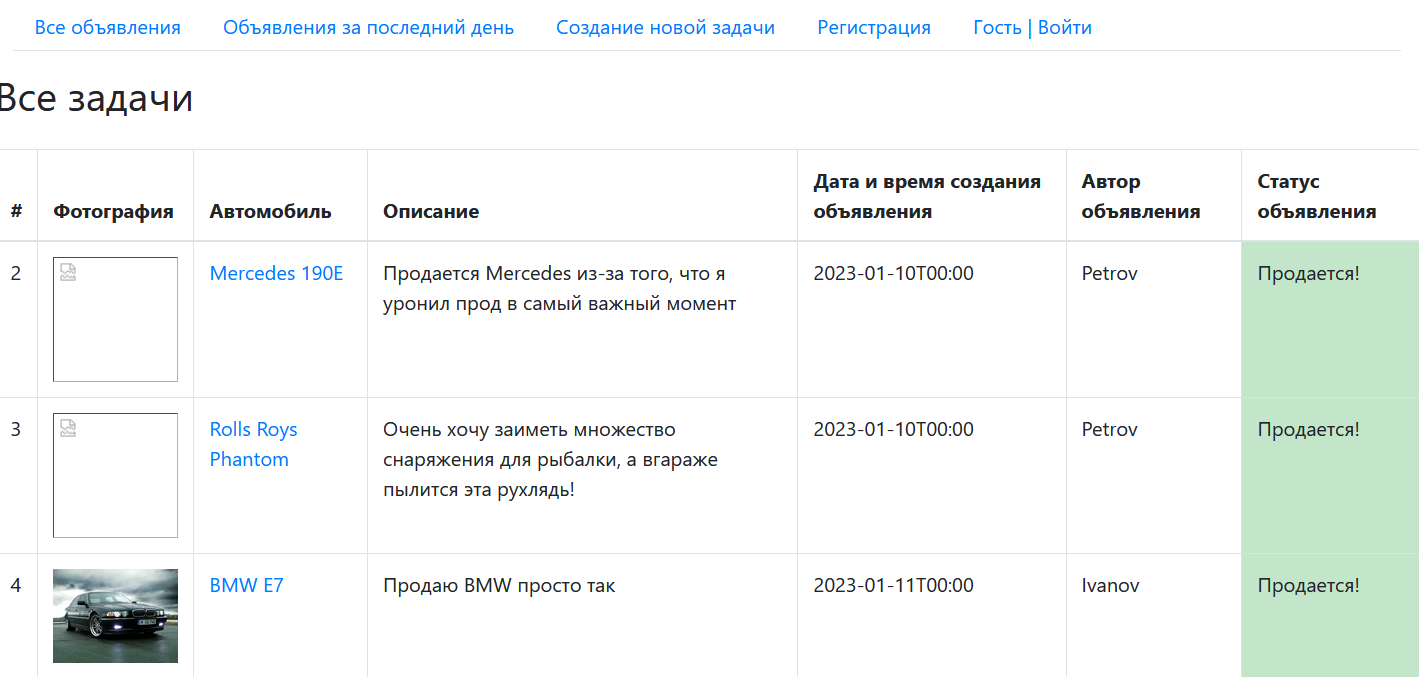 Все объявления Объявления за последний день Создание новой задачи Регистрация Гость | Войти
Все задачи
# Фотография Автомобиль Описание Дата и время создания объявления Автор объявления Статус объявления
2 Mercedes 190E Продается Mercedes из-за того, что я 2023-01-10T00:00 Petrov Продается!
уронил прод в самый важный момент
3 Rolls Roys Очень хочу заиметь множество 2023-01-10T00:00 Petrov Продается!
Phantom снаряжения для рыбалки, а вгараже
пылится эта рухлядь!
4 BMW E7 Продаю BMW просто так 2023-01-11T00:00 Ivanov Продается!